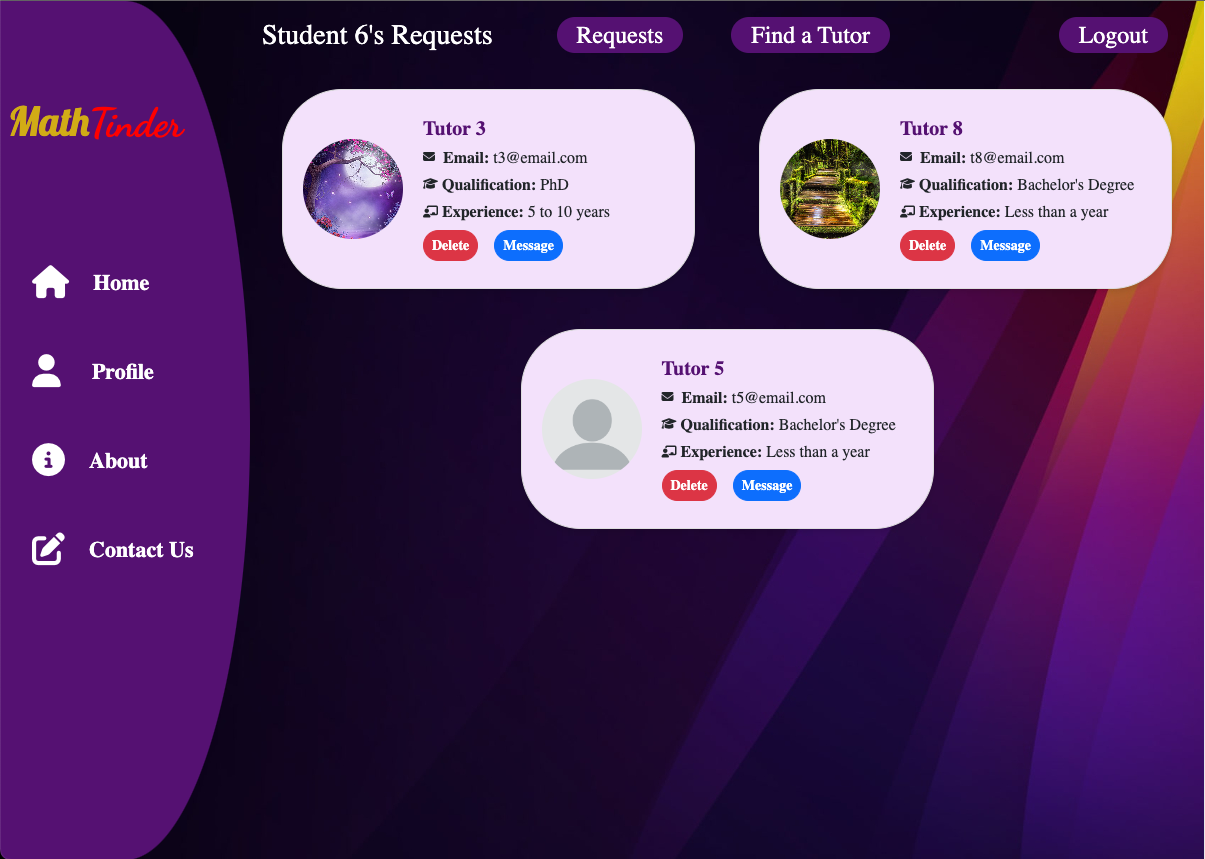 Student 6's Requests
Requests
Find a Tutor
Logout
MathTinder
Home
Profile
About
Contact Us
Tutor 3
Email: t3@email.com
Qualification: PhD
Experience: 5 to 10 years
Delete Message
Tutor 8
Email: t8@email.com
Qualification: Bachelor's Degree
Experience: Less than a year
Delete Message
Tutor 5
Email: t5@email.com
Qualification: Bachelor's Degree
Experience: Less than a year
Delete Message